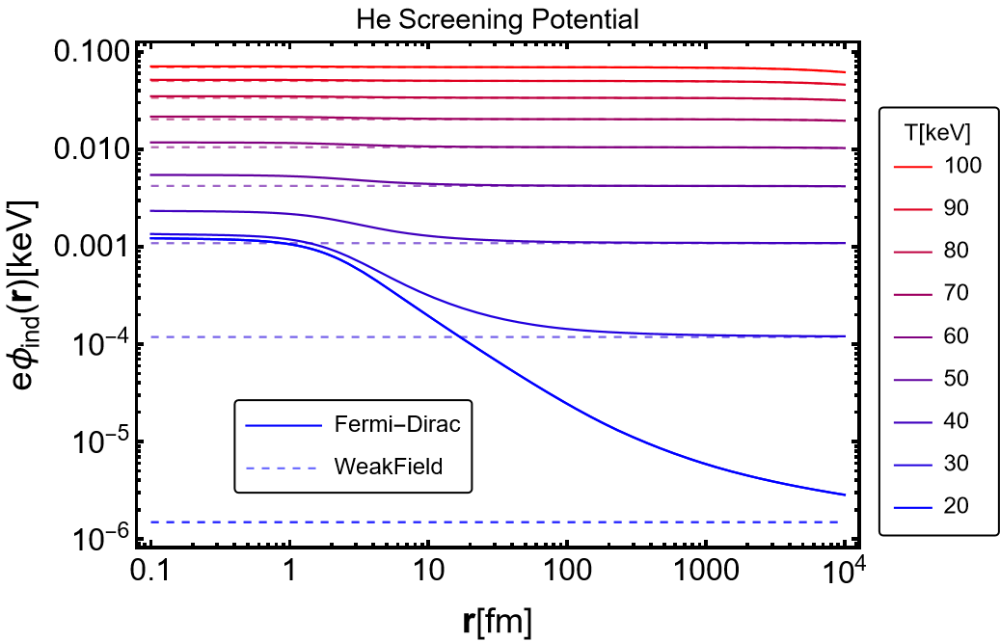 He Screening Potential
eϕind(r)[keV]
0.100
0.010
0.001
10−4
10−5
10−6
Fermi–Dirac
WeakField
0.1 1 10 100 1000 10⁴
r[fm]
T[keV]
100
90
80
70
60
50
40
30
20